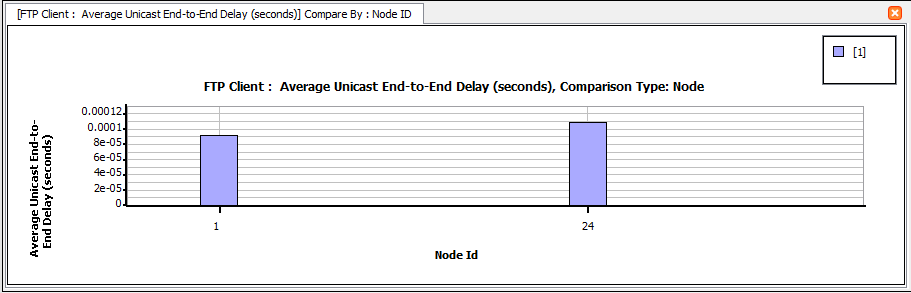 [FTP Client :  Average Unicast End-to-End Delay (seconds)] Compare By : Node ID
[1]
FTP Client :  Average Unicast End-to-End Delay (seconds), Comparison Type: Node
Average Unicast End-to-
End Delay (seconds)
0.00012
0.0001
8e-05
6e-05
4e-05
2e-05
0
1
24
Node Id